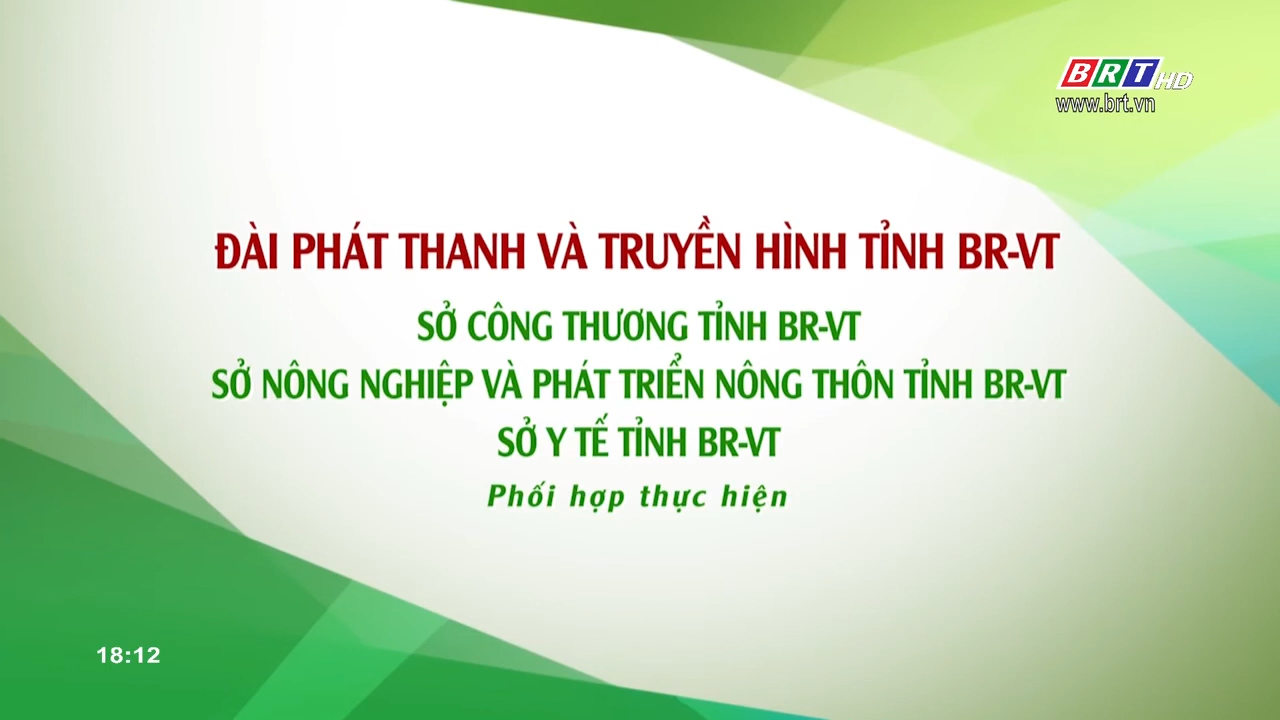 BRT HD
www.brt.vn
ĐÀI PHÁT THANH VÀ TRUYỀN HÌNH TỈNH BR-VT
SỞ CÔNG THƯƠNG TỈNH BR-VT
SỞ NÔNG NGHIỆP VÀ PHÁT TRIỂN NÔNG THÔN TỈNH BR-VT
SỞ Y TẾ TỈNH BR-VT
Phối hợp thực hiện
18:12